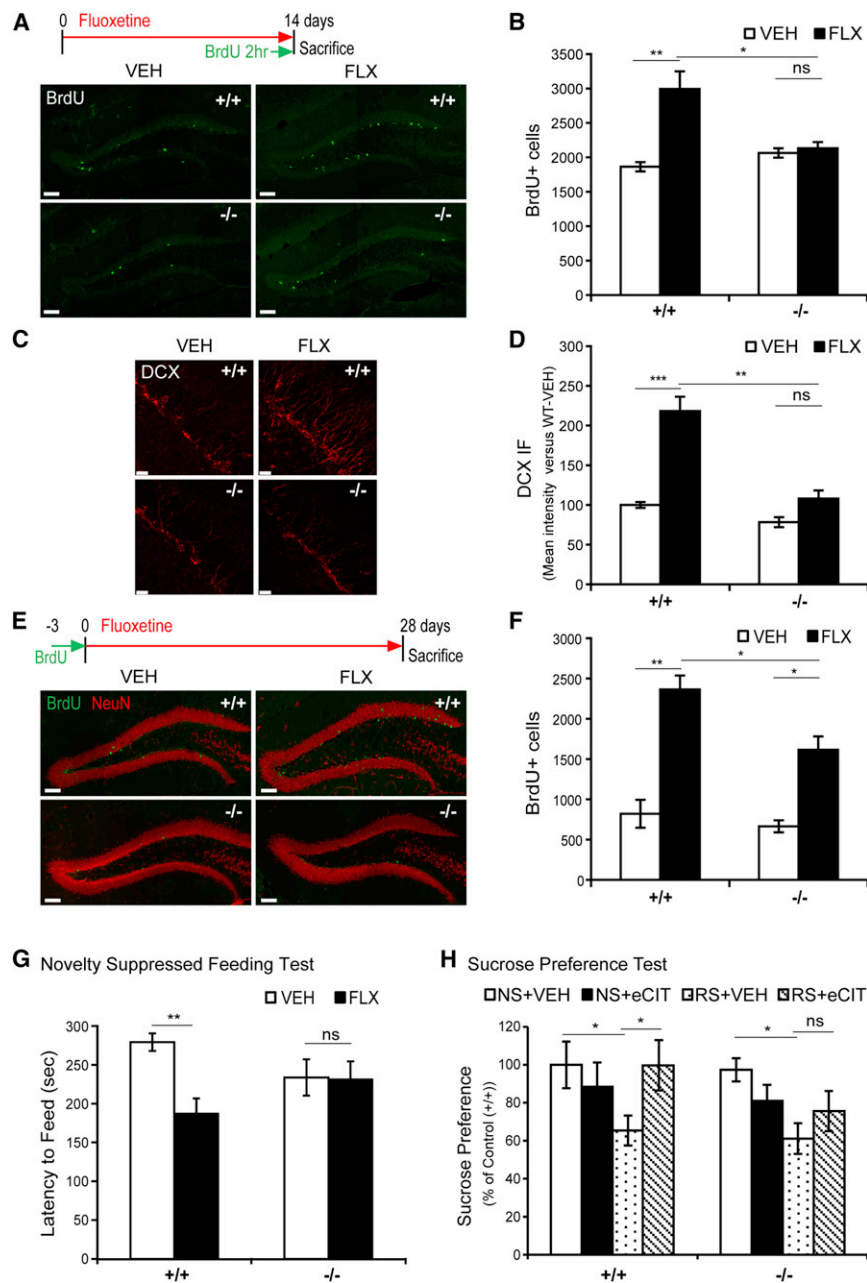 A
0 Fluoxetine 14 days
BrdU 2hr Sacrifice
VEH FLX
BrdU +/+ +/+
-/- -/-
B
VEH FLX
** * ns
BrdU+ cells
3500
3000
2500
2000
1500
1000
500
0
+/+ -/-
C
VEH FLX
DCX +/+ +/+
-/- -/-
D
VEH FLX
*** ** ns
DCX IF
(Mean intensity versus WT-VEH)
300
250
200
150
100
50
0
+/+ -/-
E
-3 0 Fluoxetine 28 days
BrdU Sacrifice
VEH FLX
BrdU NeuN +/+ +/+
-/- -/-
F
VEH FLX
** * *
BrdU+ cells
3000
2500
2000
1500
1000
500
0
+/+ -/-
G Novelty Suppressed Feeding Test
VEH FLX
** ns
Latency to Feed (sec)
300
250
200
150
100
50
0
+/+ -/-
H Sucrose Preference Test
NS+VEH NS+eCIT RS+VEH RS+eCIT
* * * ns
Sucrose Preference
(% of Control (+/+))
120
100
80
60
40
20
0
+/+ -/-